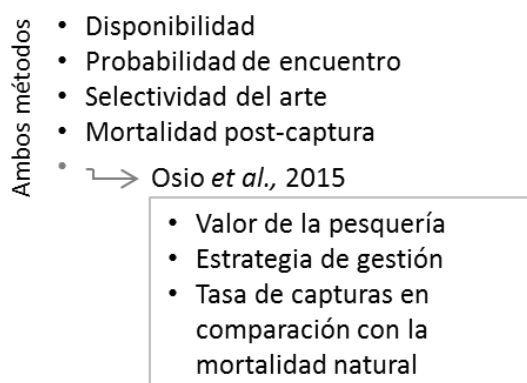 Ambos métodos
• Disponibilidad
• Probabilidad de encuentro
• Selectividad del arte
• Mortalidad post-captura
• Osio et al., 2015
• Valor de la pesquería
• Estrategia de gestión
• Tasa de capturas en
comparación con la
mortalidad natural